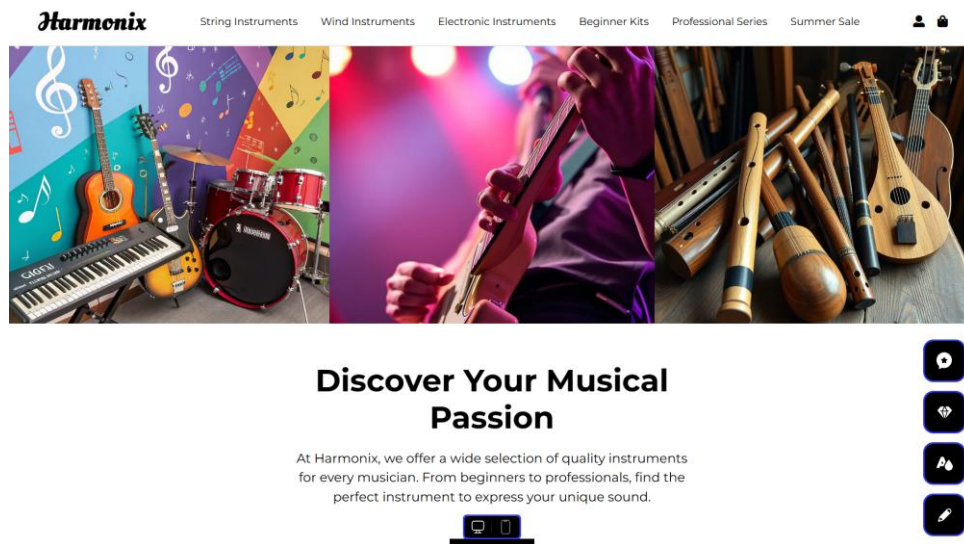 Harmonix
String Instruments
Wind Instruments
Electronic Instruments
Beginner Kits
Professional Series
Summer Sale
Discover Your Musical
Passion
At Harmonix, we offer a wide selection of quality instruments
for every musician. From beginners to professionals, find the
perfect instrument to express your unique sound.